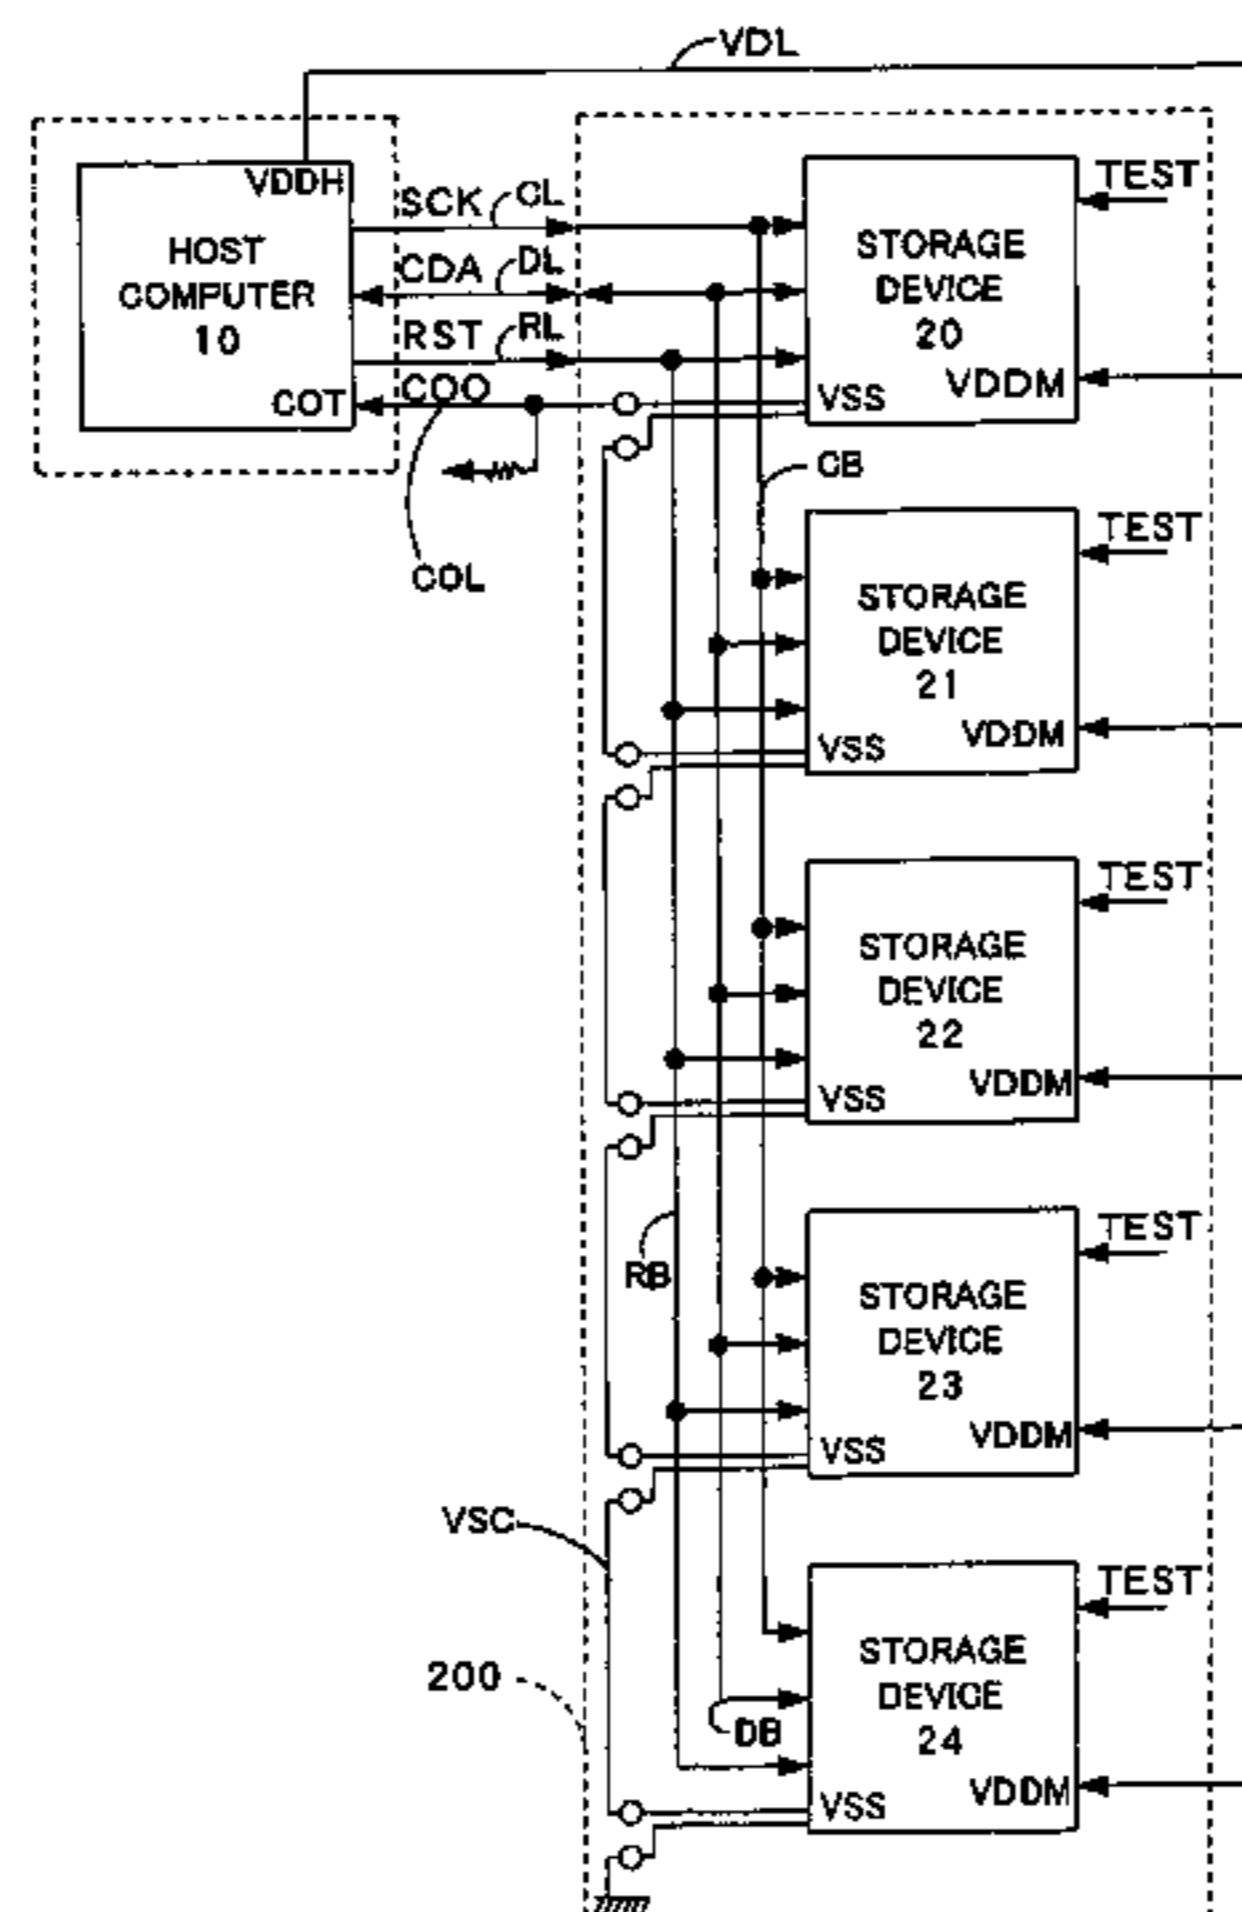 VDL
VDDH
HOST
COMPUTER
10
COT
SCK
CL
CDA
DL
RST
RL
COO
COL
STORAGE
DEVICE
20
VSS
VDDM
TEST
CB
STORAGE
DEVICE
21
VSS
VDDM
TEST
STORAGE
DEVICE
22
VSS
VDDM
TEST
RB
STORAGE
DEVICE
23
VSS
VDDM
TEST
VSC
200
DB
STORAGE
DEVICE
24
VSS
VDDM
TEST